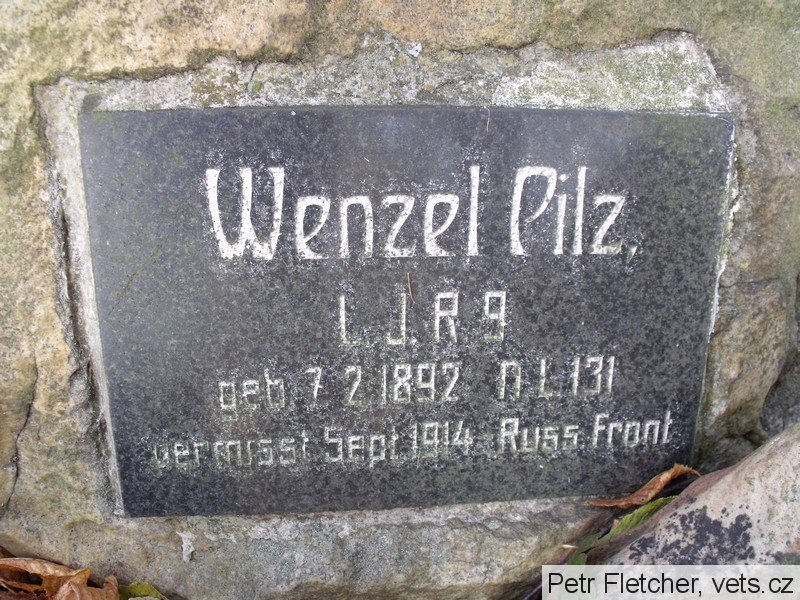 Wenzel Pilz,
L. J. R. 9
geb. 7. 2. 1892 N. L. 131
vermisst Sept. 1914 Russ. Front
Petr Fletcher, vets.cz